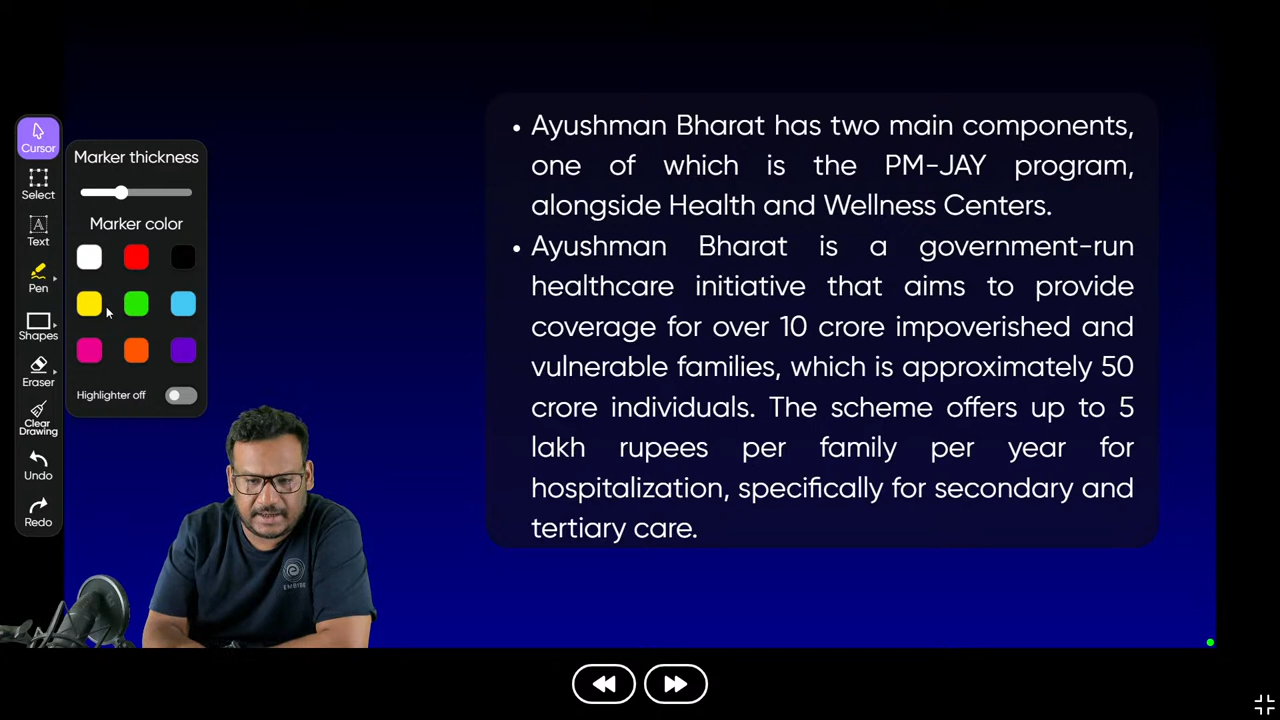 Cursor
Select
Text
Pen
Shapes
Eraser
Clear
Drawing
Undo
Redo
Marker thickness
Marker color
Highlighter off
• Ayushman Bharat has two main components,
one of which is the PM-JAY program,
alongside Health and Wellness Centers.
• Ayushman Bharat is a government-run
healthcare initiative that aims to provide
coverage for over 10 crore impoverished and
vulnerable families, which is approximately 50
crore individuals. The scheme offers up to 5
lakh rupees per family per year for
hospitalization, specifically for secondary and
tertiary care.
EMBIBE